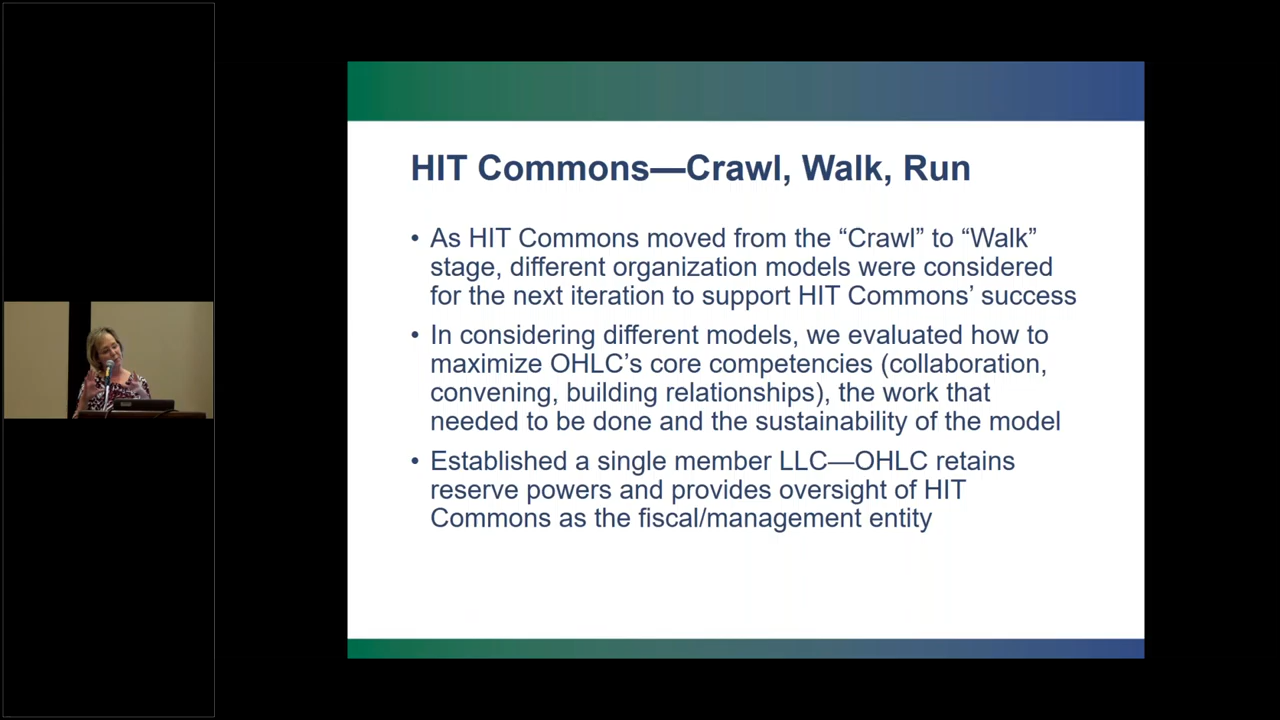 HIT Commons—Crawl, Walk, Run
• As HIT Commons moved from the “Crawl” to “Walk”
stage, different organization models were considered
for the next iteration to support HIT Commons’ success
• In considering different models, we evaluated how to
maximize OHLC’s core competencies (collaboration,
convening, building relationships), the work that
needed to be done and the sustainability of the model
• Established a single member LLC—OHLC retains
reserve powers and provides oversight of HIT
Commons as the fiscal/management entity